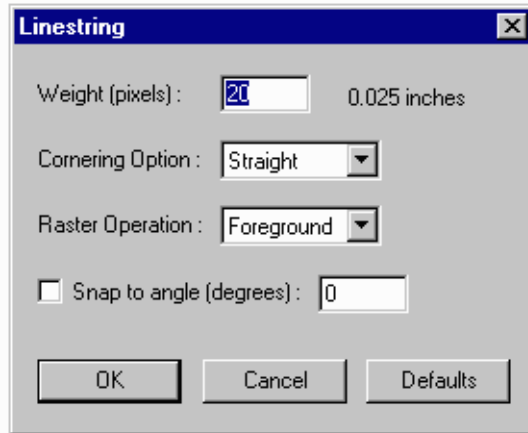 Linestring
Weight (pixels) : 20 0.025 inches
Cornering Option : Straight
Raster Operation : Foreground
Snap to angle (degrees) : 0
OK Cancel Defaults